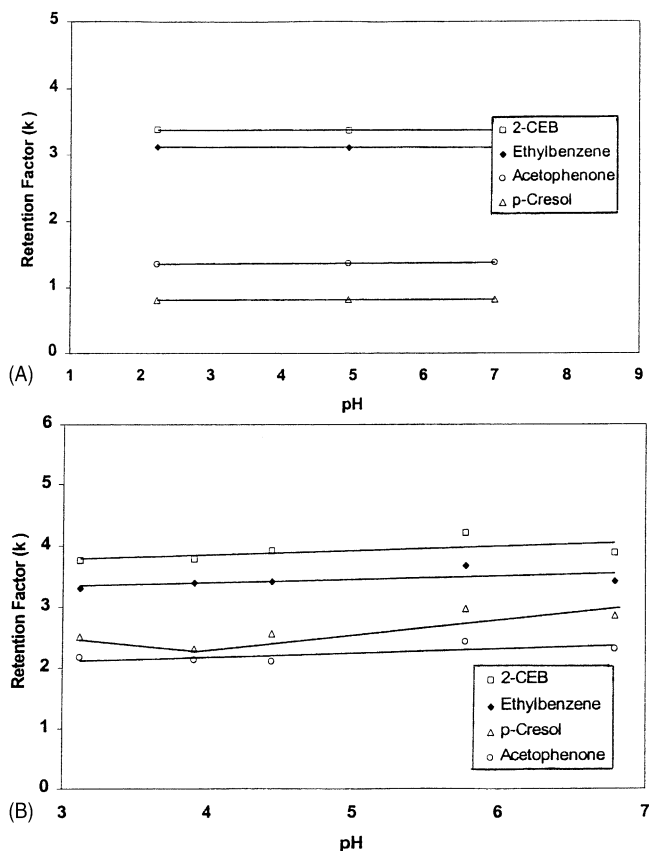 5
4
3
2
1
0
Retention Factor (k)
2-CEB
Ethylbenzene
Acetophenone
p-Cresol
1 2 3 4 5 6 7 8 9
(A)
pH
6
5
4
3
2
1
0
Retention Factor (k)
2-CEB
Ethylbenzene
p-Cresol
Acetophenone
3 4 5 6 7
(B)
pH